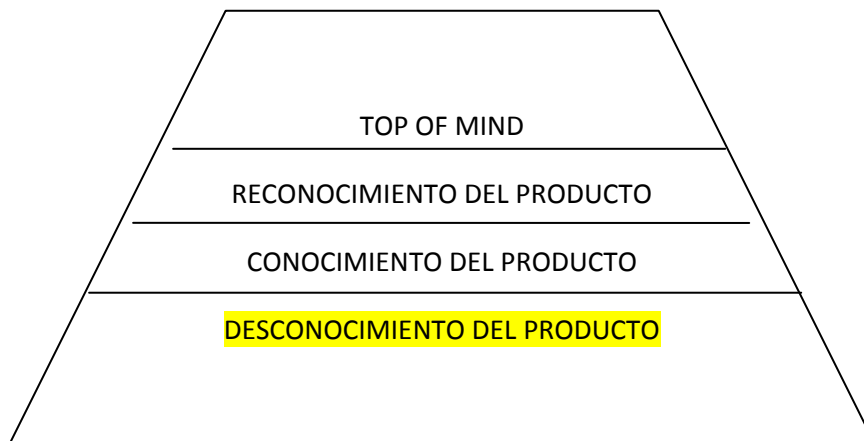 TOP OF MIND
RECONOCIMIENTO DEL PRODUCTO
CONOCIMIENTO DEL PRODUCTO
DESCONOCIMIENTO DEL PRODUCTO